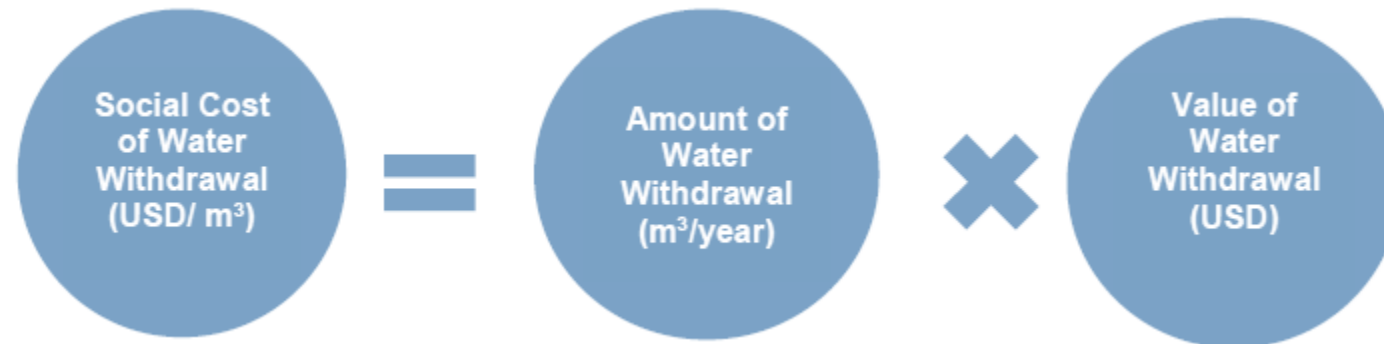 Social Cost
of Water
Withdrawal
(USD/ m³)
Amount of
Water
Withdrawal
(m³/year)
Value of
Water
Withdrawal
(USD)